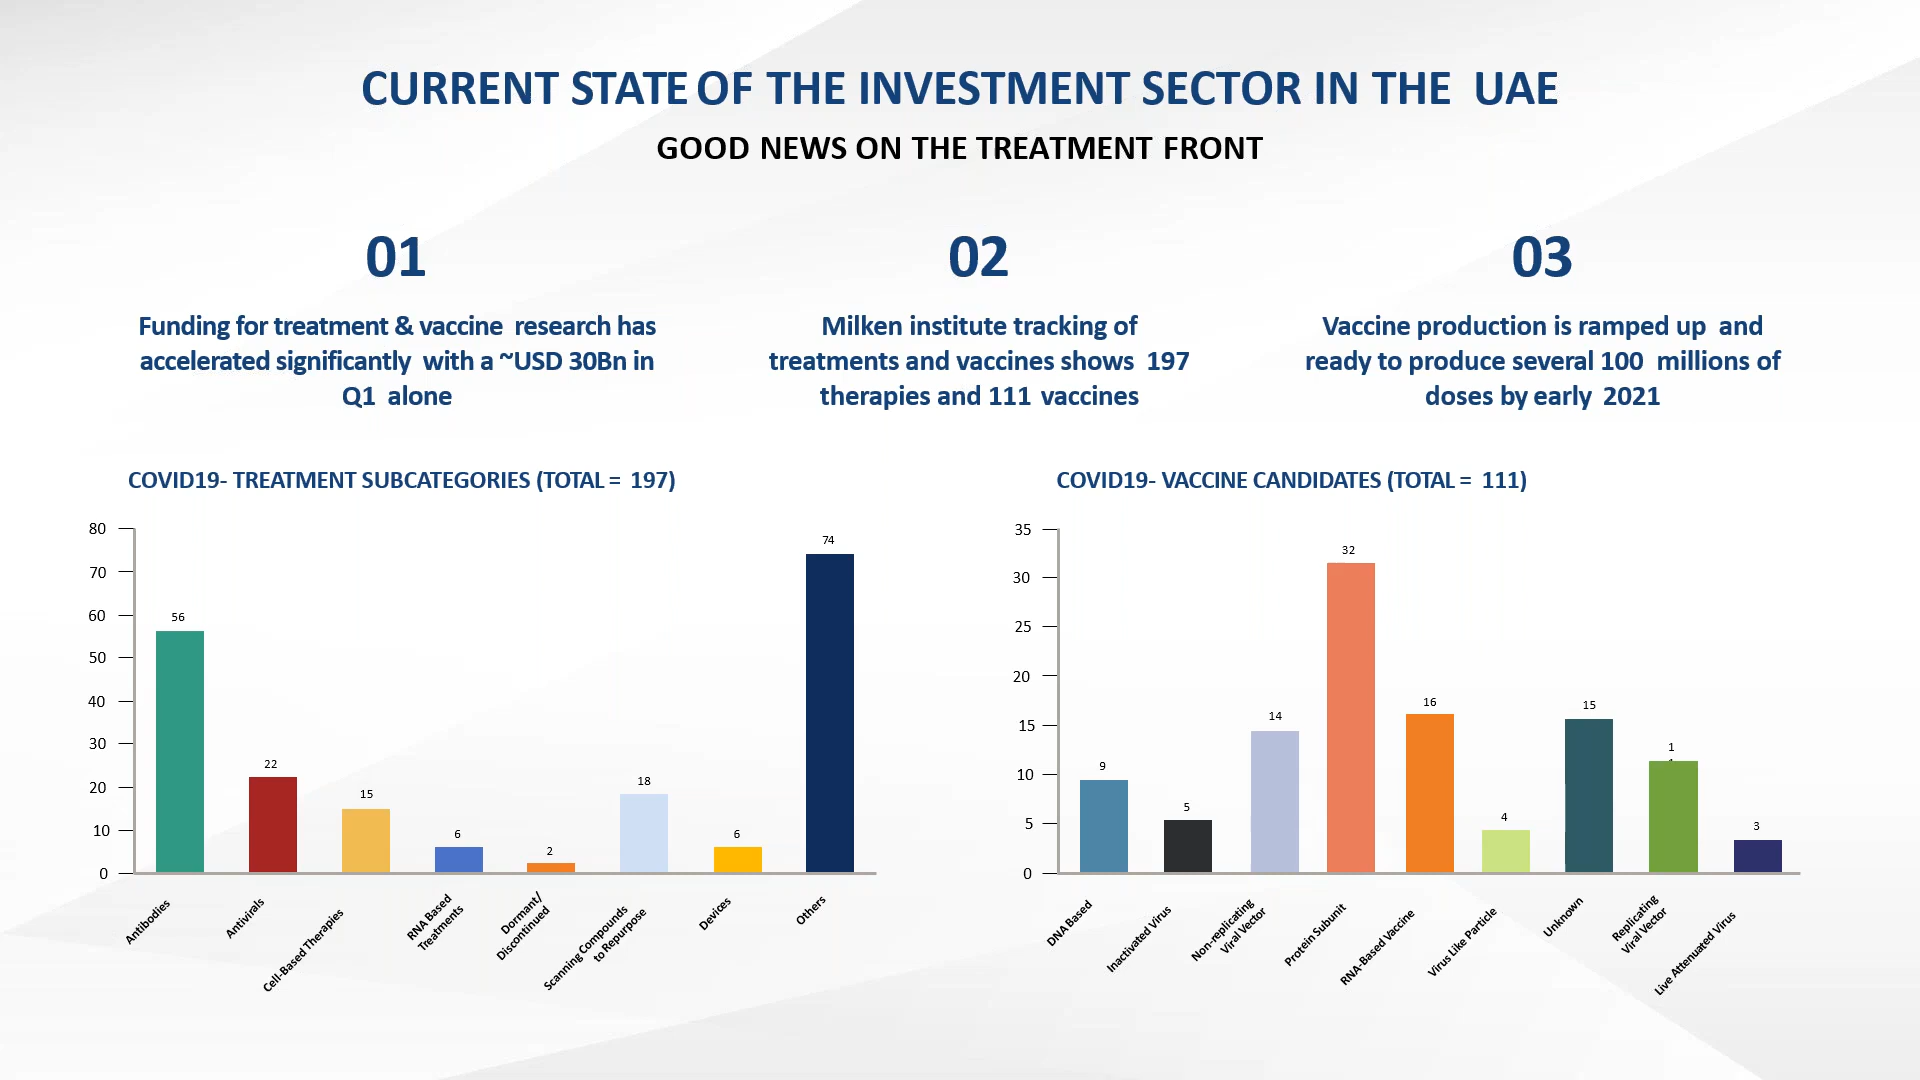 CURRENT STATE OF THE INVESTMENT SECTOR IN THE UAE
GOOD NEWS ON THE TREATMENT FRONT
01
Funding for treatment & vaccine research has
accelerated significantly with a ~USD 30Bn in
Q1 alone
02
Milken institute tracking of
treatments and vaccines shows 197
therapies and 111 vaccines
03
Vaccine production is ramped up and
ready to produce several 100 millions of
doses by early 2021
COVID19- TREATMENT SUBCATEGORIES (TOTAL = 197)
80
70
60
50
40
30
20
10
0
56
22
15
6
2
18
6
74
Antibodies
Antivirals
Cell-Based Therapies
RNA Based
Treatments
Dormant/
Discontinued
Scanning Compounds
to Repurpose
Devices
Others
COVID19- VACCINE CANDIDATES (TOTAL = 111)
35
30
25
20
15
10
5
0
9
5
14
32
16
4
15
1
3
DNA Based
Inactivated Virus
Non-replicating
Viral Vector
Protein Subunit
RNA-Based Vaccine
Virus Like Particle
Unknown
Replicating
Viral Vector
Live Attenuated Virus